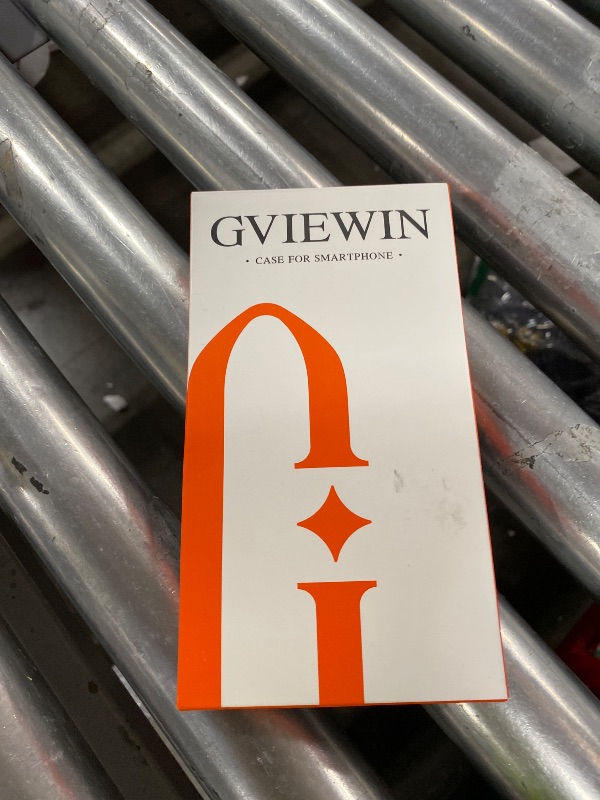 GVIEWIN
• CASE FOR SMARTPHONE •